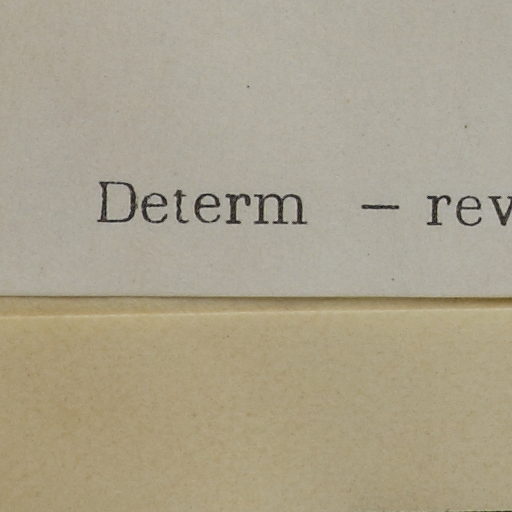 Determ – rev